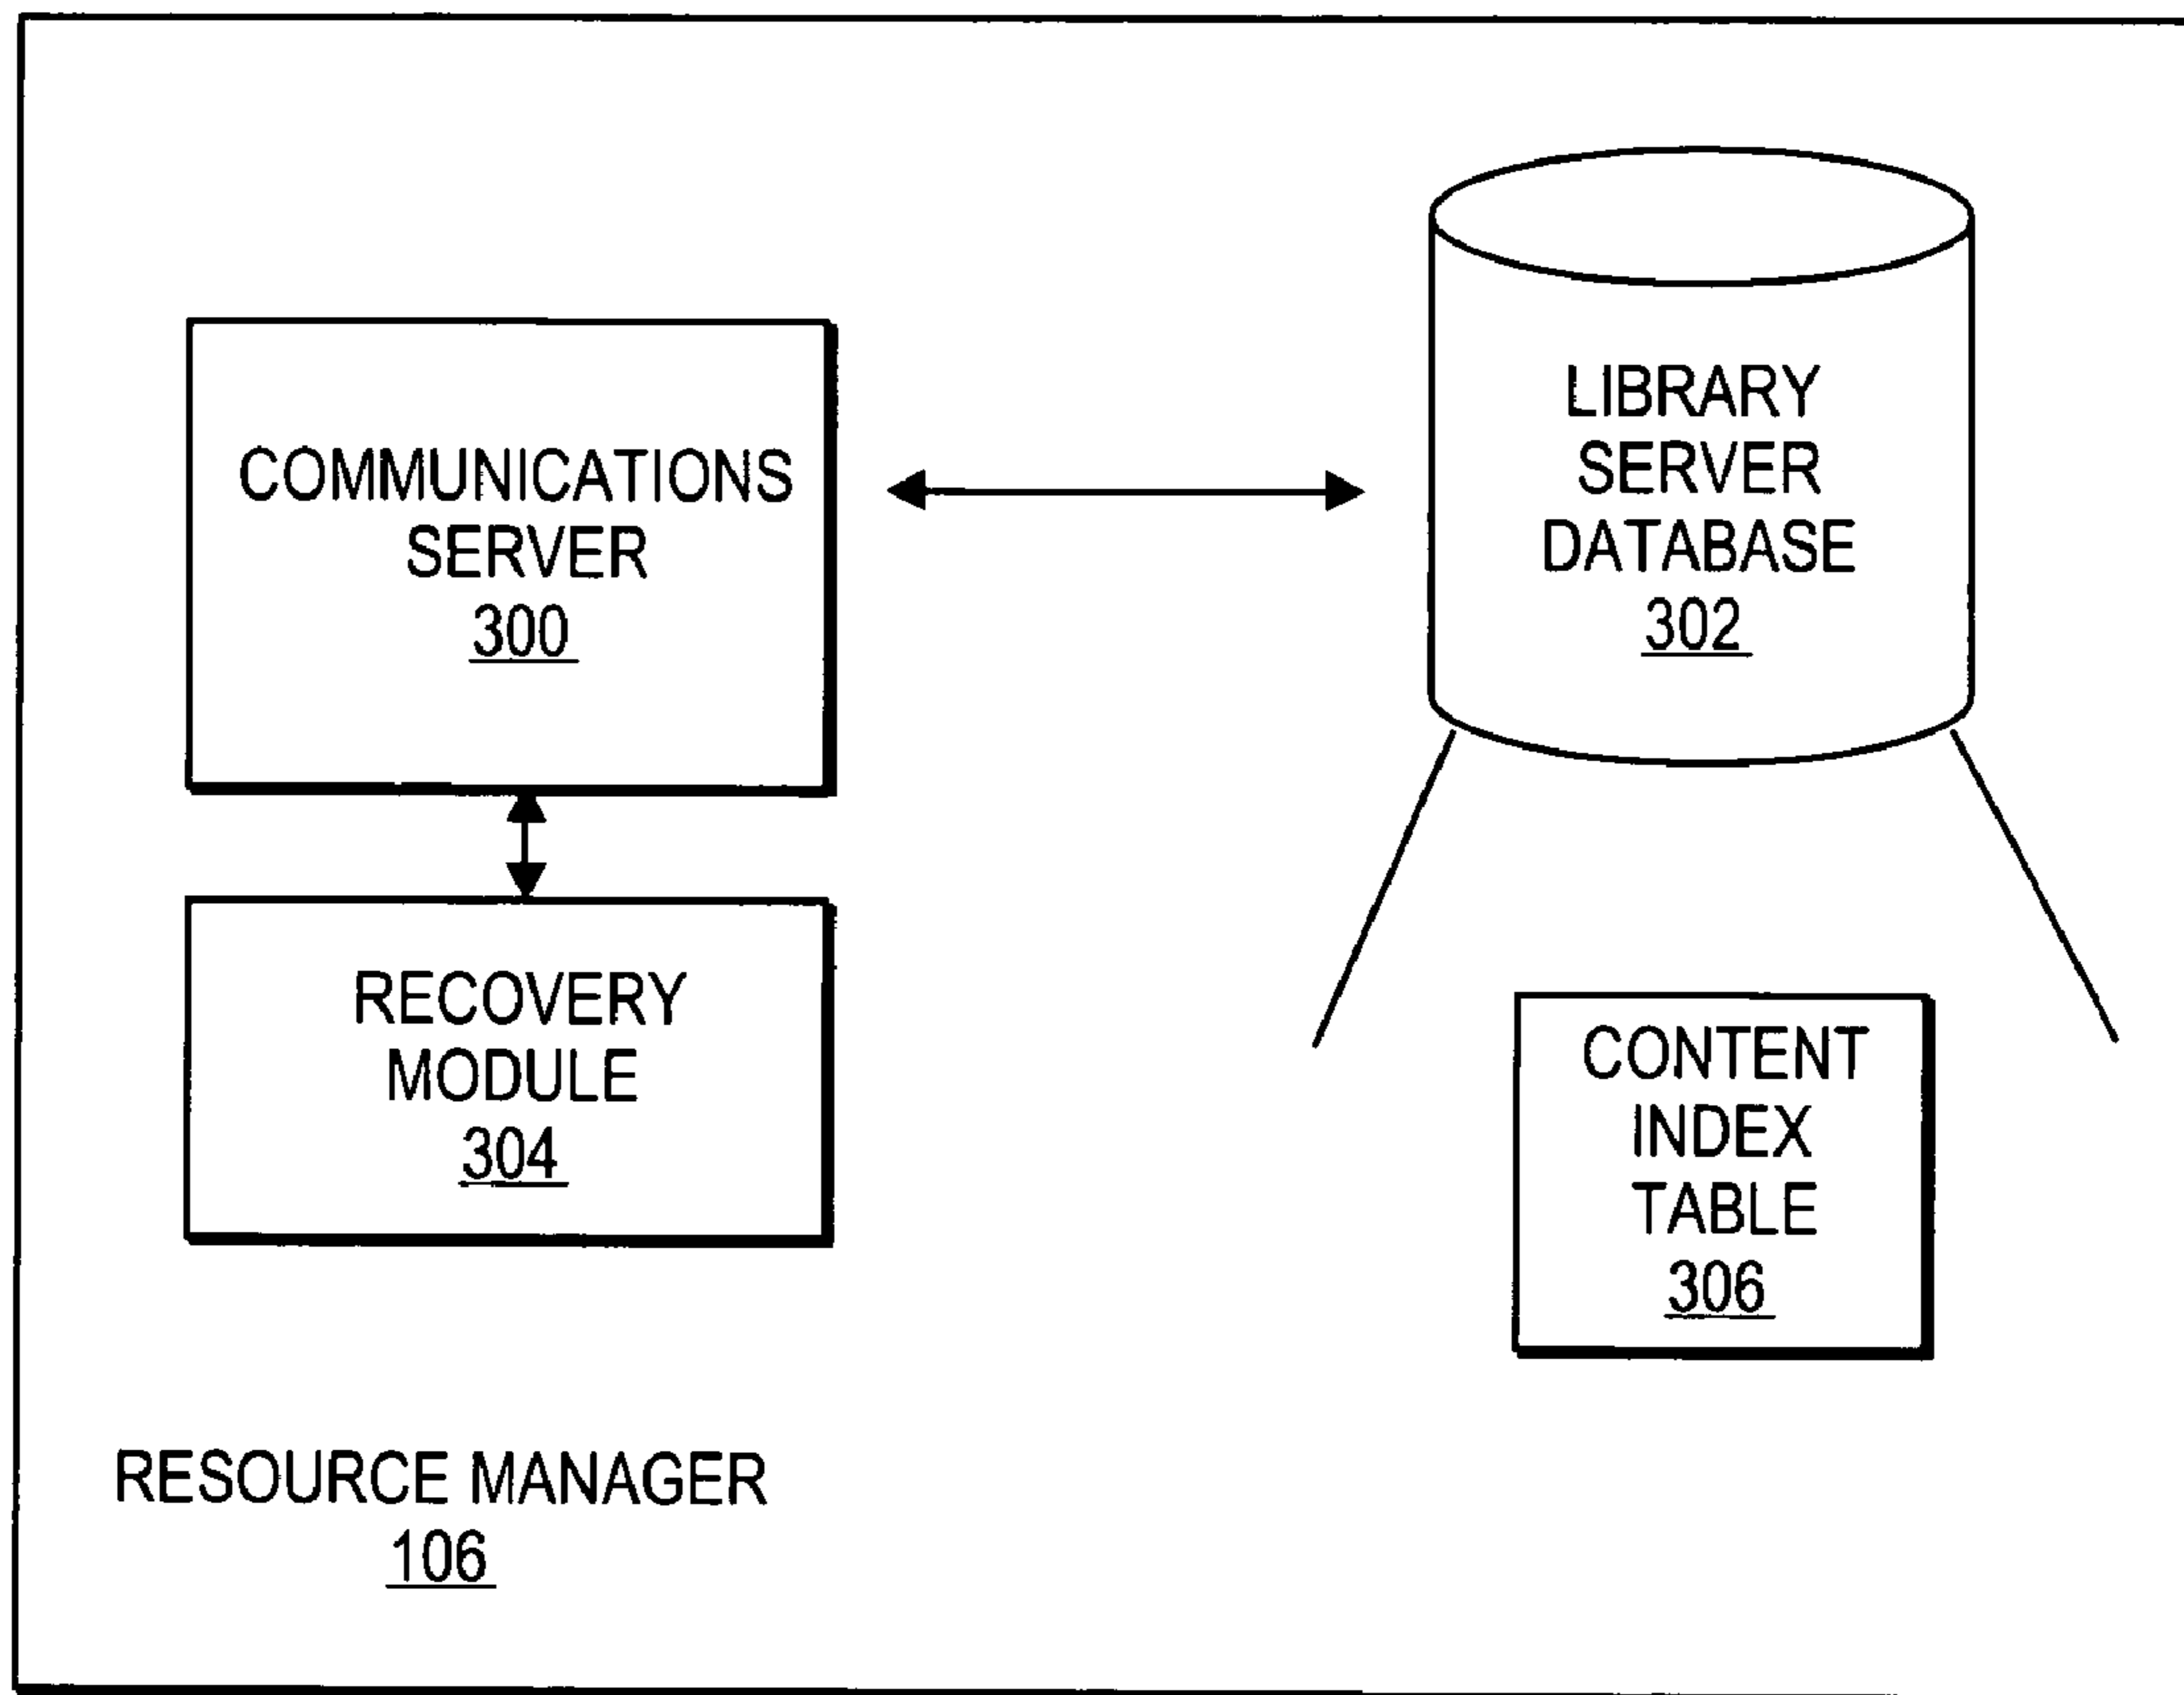 COMMUNICATIONS
SERVER
300
LIBRARY
SERVER
DATABASE
302
RECOVERY
MODULE
304
CONTENT
INDEX
TABLE
306
RESOURCE MANAGER
106